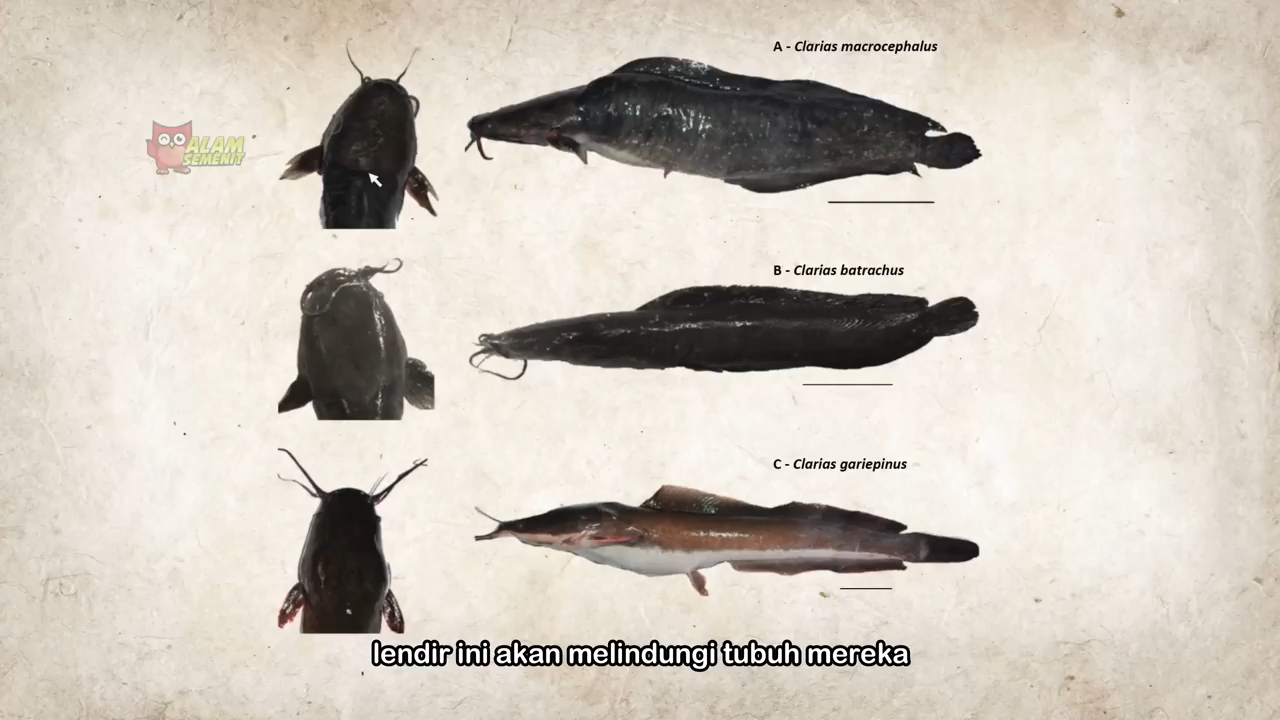 A - Clarias macrocephalus
ALAM
SEMENIT
B - Clarias batrachus
C - Clarias gariepinus
lendir ini akan melindungi tubuh mereka